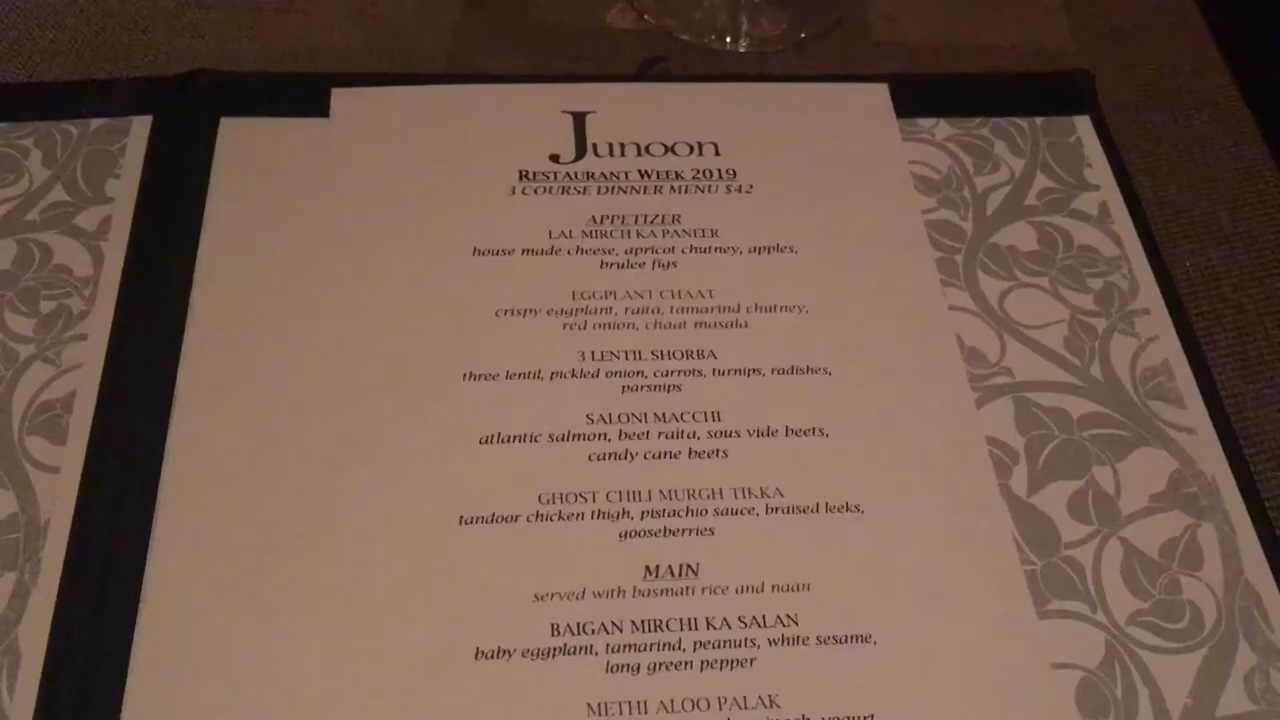 JUNOON
RESTAURANT WEEK 2019
3 COURSE DINNER MENU $42
APPETIZER
LAL MIRCH KA PANEER
house made cheese, apricot chutney, apples,
brulee figs
EGGPLANT CHAAT
crispy eggplant, raita, tamarind chutney,
red onion, chaat masala
3 LENTIL SHORBA
three lentil, pickled onion, carrots, turnips, radishes,
parsnips
SALONI MACCHI
atlantic salmon, beet raita, sous vide beets,
candy cane beets
GHOST CHILI MURGH TIKKA
tandoor chicken thigh, pistachio sauce, braised leeks,
gooseberries
MAIN
served with basmati rice and naan
BAIGAN MIRCHI KA SALAN
baby eggplant, tamarind, peanuts, white sesame,
long green pepper
METHI ALOO PALAK
yogurt